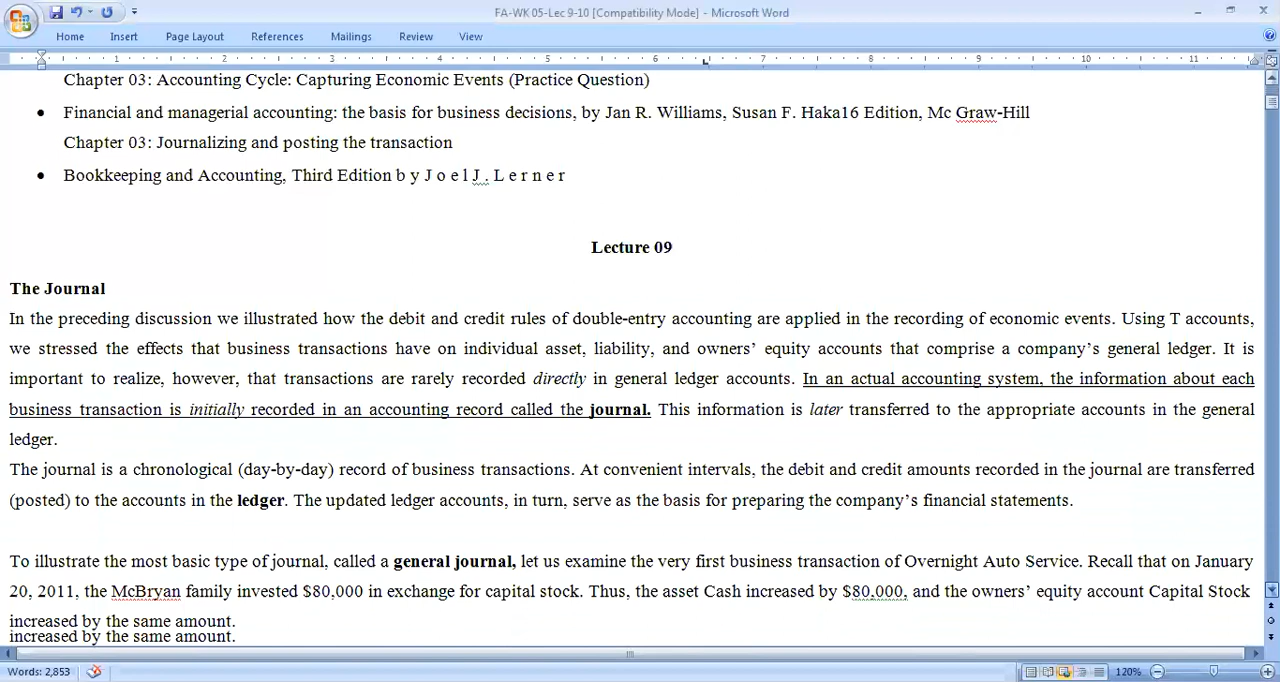 FA-WK 05-Lec 9-10 [Compatibility Mode] - Microsoft Word
Home Insert Page Layout References Mailings Review View
1 2 3 4 5 6 7 8 9 10 11
Chapter 03: Accounting Cycle: Capturing Economic Events (Practice Question)
• Financial and managerial accounting: the basis for business decisions, by Jan R. Williams, Susan F. Haka16 Edition, Mc Graw-Hill
Chapter 03: Journalizing and posting the transaction
• Bookkeeping and Accounting, Third Edition b y J o e l J . L e r n e r
Lecture 09
The Journal
In the preceding discussion we illustrated how the debit and credit rules of double-entry accounting are applied in the recording of economic events. Using T accounts,
we stressed the effects that business transactions have on individual asset, liability, and owners’ equity accounts that comprise a company’s general ledger. It is
important to realize, however, that transactions are rarely recorded directly in general ledger accounts. In an actual accounting system, the information about each
business transaction is initially recorded in an accounting record called the journal. This information is later transferred to the appropriate accounts in the general
ledger.
The journal is a chronological (day-by-day) record of business transactions. At convenient intervals, the debit and credit amounts recorded in the journal are transferred
(posted) to the accounts in the ledger. The updated ledger accounts, in turn, serve as the basis for preparing the company’s financial statements.
To illustrate the most basic type of journal, called a general journal, let us examine the very first business transaction of Overnight Auto Service. Recall that on January
20, 2011, the McBryan family invested $80,000 in exchange for capital stock. Thus, the asset Cash increased by $80,000, and the owners’ equity account Capital Stock
increased by the same amount.
increased by the same amount.
Words: 2,853 120%